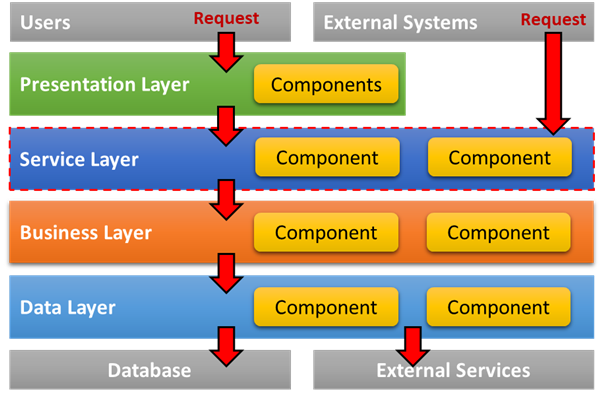 Users
Request
External Systems
Request
Presentation Layer
Components
Service Layer
Component
Component
Business Layer
Component
Component
Data Layer
Component
Component
Database
External Services